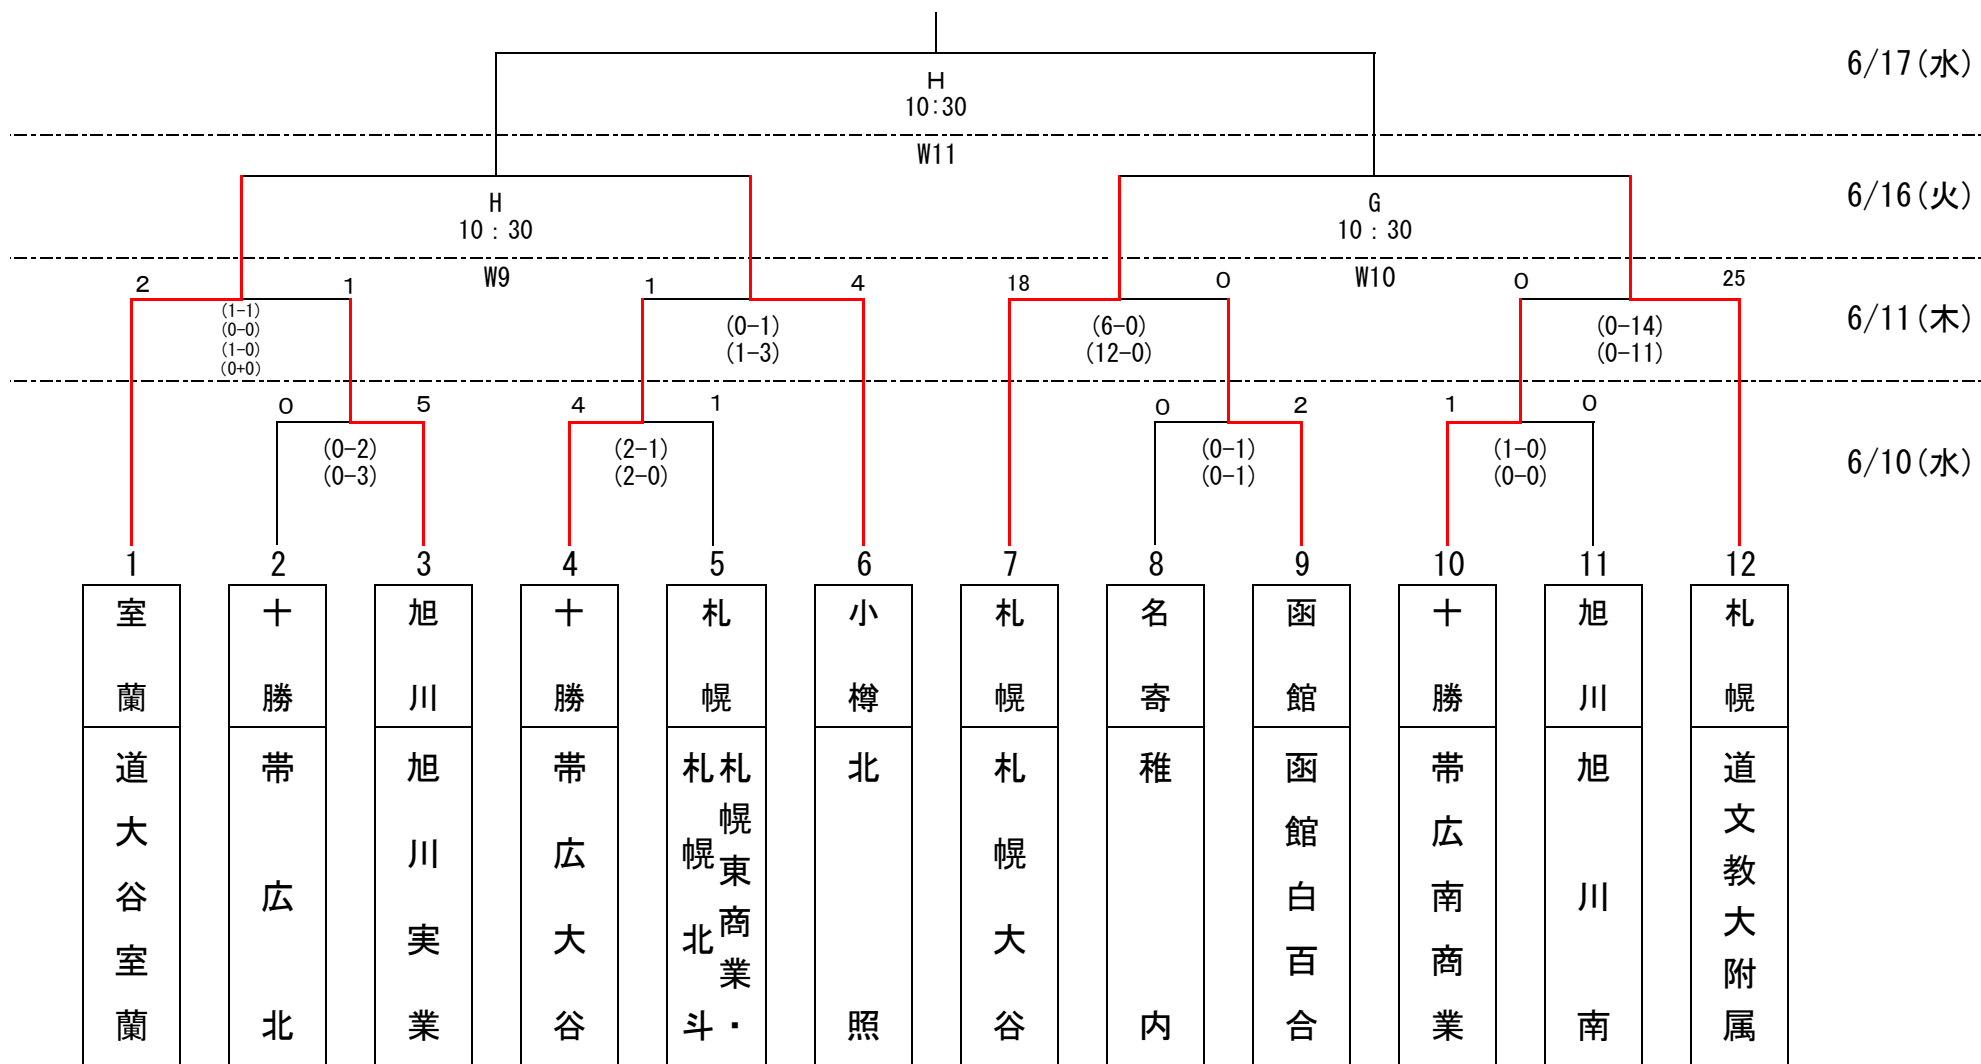 6/17(水)
H
10:30
W11
6/16(火)
H
10:30
G
10:30
W9
W10
2
1
1
4
18
0
0
25
6/11(木)
(1-1)
(0-0)
(1-0)
(0+0)
(0-1)
(1-3)
(6-0)
(12-0)
(0-14)
(0-11)
0
5
4
1
0
2
1
0
6/10(水)
(0-2)
(0-3)
(2-1)
(2-0)
(0-1)
(0-1)
(1-0)
(0-0)
1
2
3
4
5
6
7
8
9
10
11
12
室蘭
十勝
旭川
十勝
札幌
小樽
札幌
名寄
函館
十勝
旭川
札幌
道大谷室蘭
帯広北
旭川実業
帯広大谷
札幌東商業・
札幌北斗
北照
札幌大谷
稚内
函館白百合
帯広南商業
旭川南
道文教大附属